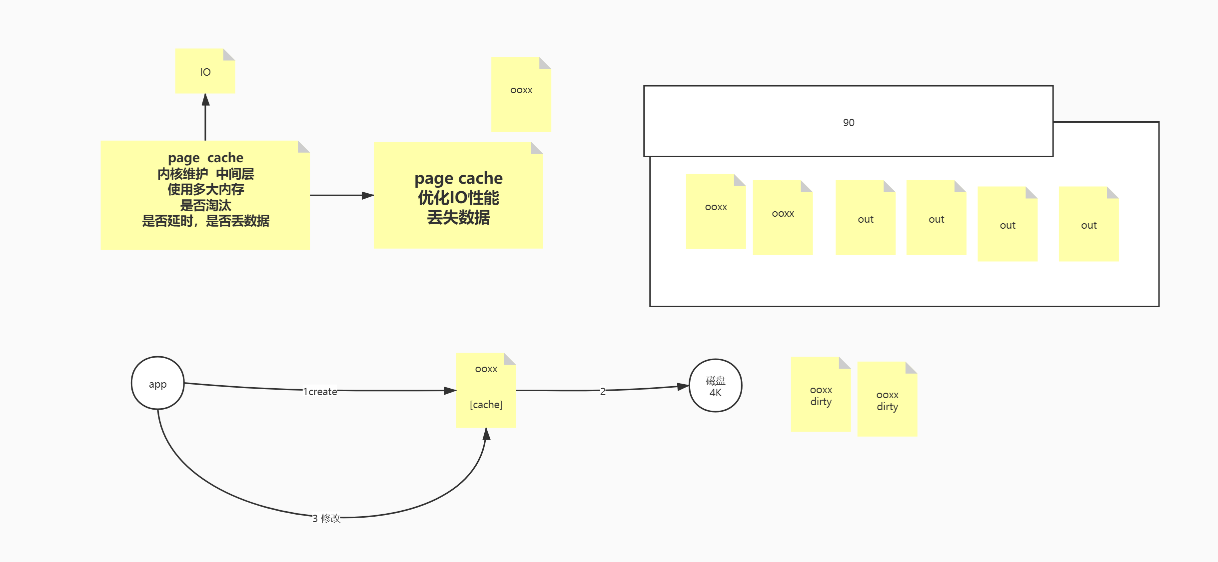 IO
page cache
内核维护 中间层
使用多大内存
是否淘汰
是否延时，是否丢数据
ooxx
page cache
优化IO性能
丢失数据
90
ooxx
ooxx
out
out
out
out
app
1create
ooxx
[cache]
2
磁盘
4K
ooxx
dirty
ooxx
dirty
3 修改